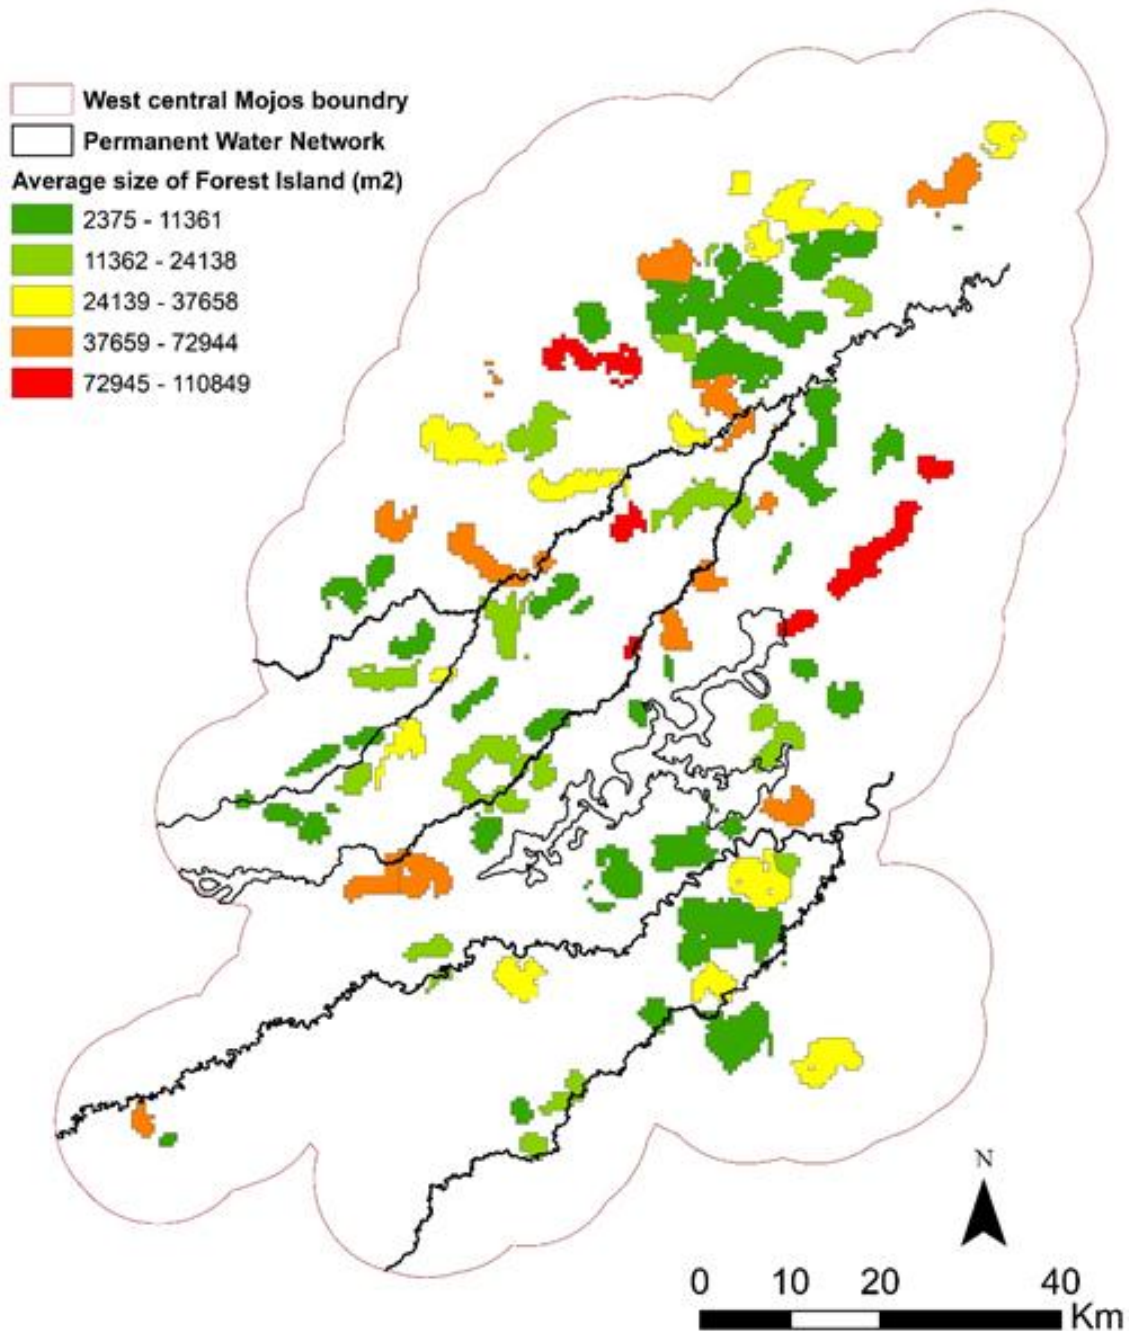 West central Mojos boundry
Permanent Water Network
Average size of Forest Island (m2)
2375 - 11361
11362 - 24138
24139 - 37658
37659 - 72944
72945 - 110849
N
0 10 20 40
Km